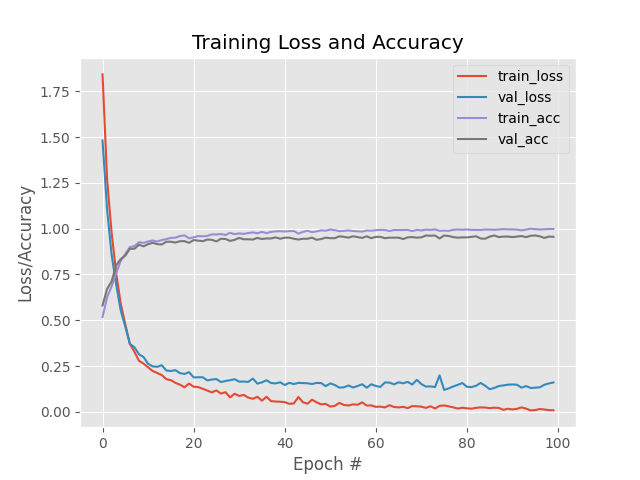 Training Loss and Accuracy
train_loss
val_loss
train_acc
val_acc
Loss/Accuracy
1.75
1.50
1.25
1.00
0.75
0.50
0.25
0.00
0
20
40
60
80
100
Epoch #